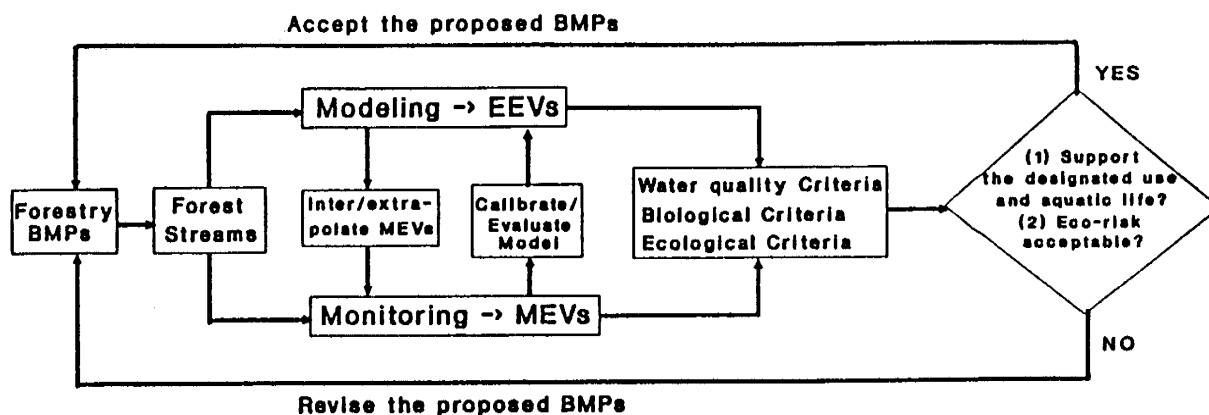 Accept the proposed BMPs
YES
Modeling → EEVs
Forestry
BMPs
Forest
Streams
Inter/extra-
polate MEVs
Calibrate/
Evaluate
Model
Water quality Criteria
Biological Criteria
Ecological Criteria
(1) Support
the designated use
and aquatic life?
(2) Eco-risk
acceptable?
Monitoring → MEVs
NO
Revise the proposed BMPs